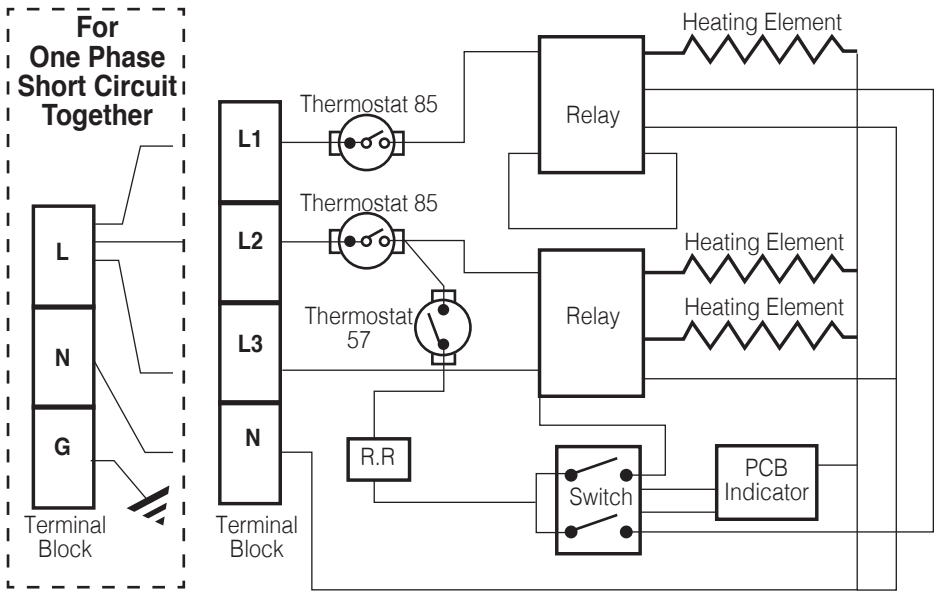 For
One Phase
Short Circuit
Together
L
N
G
Terminal
Block
L1
L2
L3
N
Terminal
Block
Thermostat 85
Thermostat 85
Thermostat
57
R.R
Relay
Relay
Heating Element
Heating Element
Heating Element
Switch
PCB
Indicator